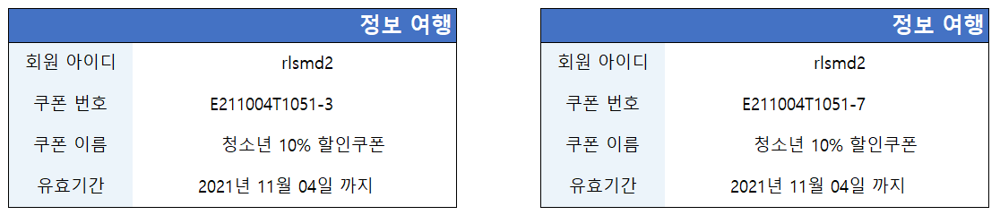 정보 여행
회원 아이디 rlsmd2
쿠폰 번호 E211004T1051-3
쿠폰 이름 청소년 10% 할인쿠폰
유효기간 2021년 11월 04일 까지
정보 여행
회원 아이디 rlsmd2
쿠폰 번호 E211004T1051-7
쿠폰 이름 청소년 10% 할인쿠폰
유효기간 2021년 11월 04일 까지